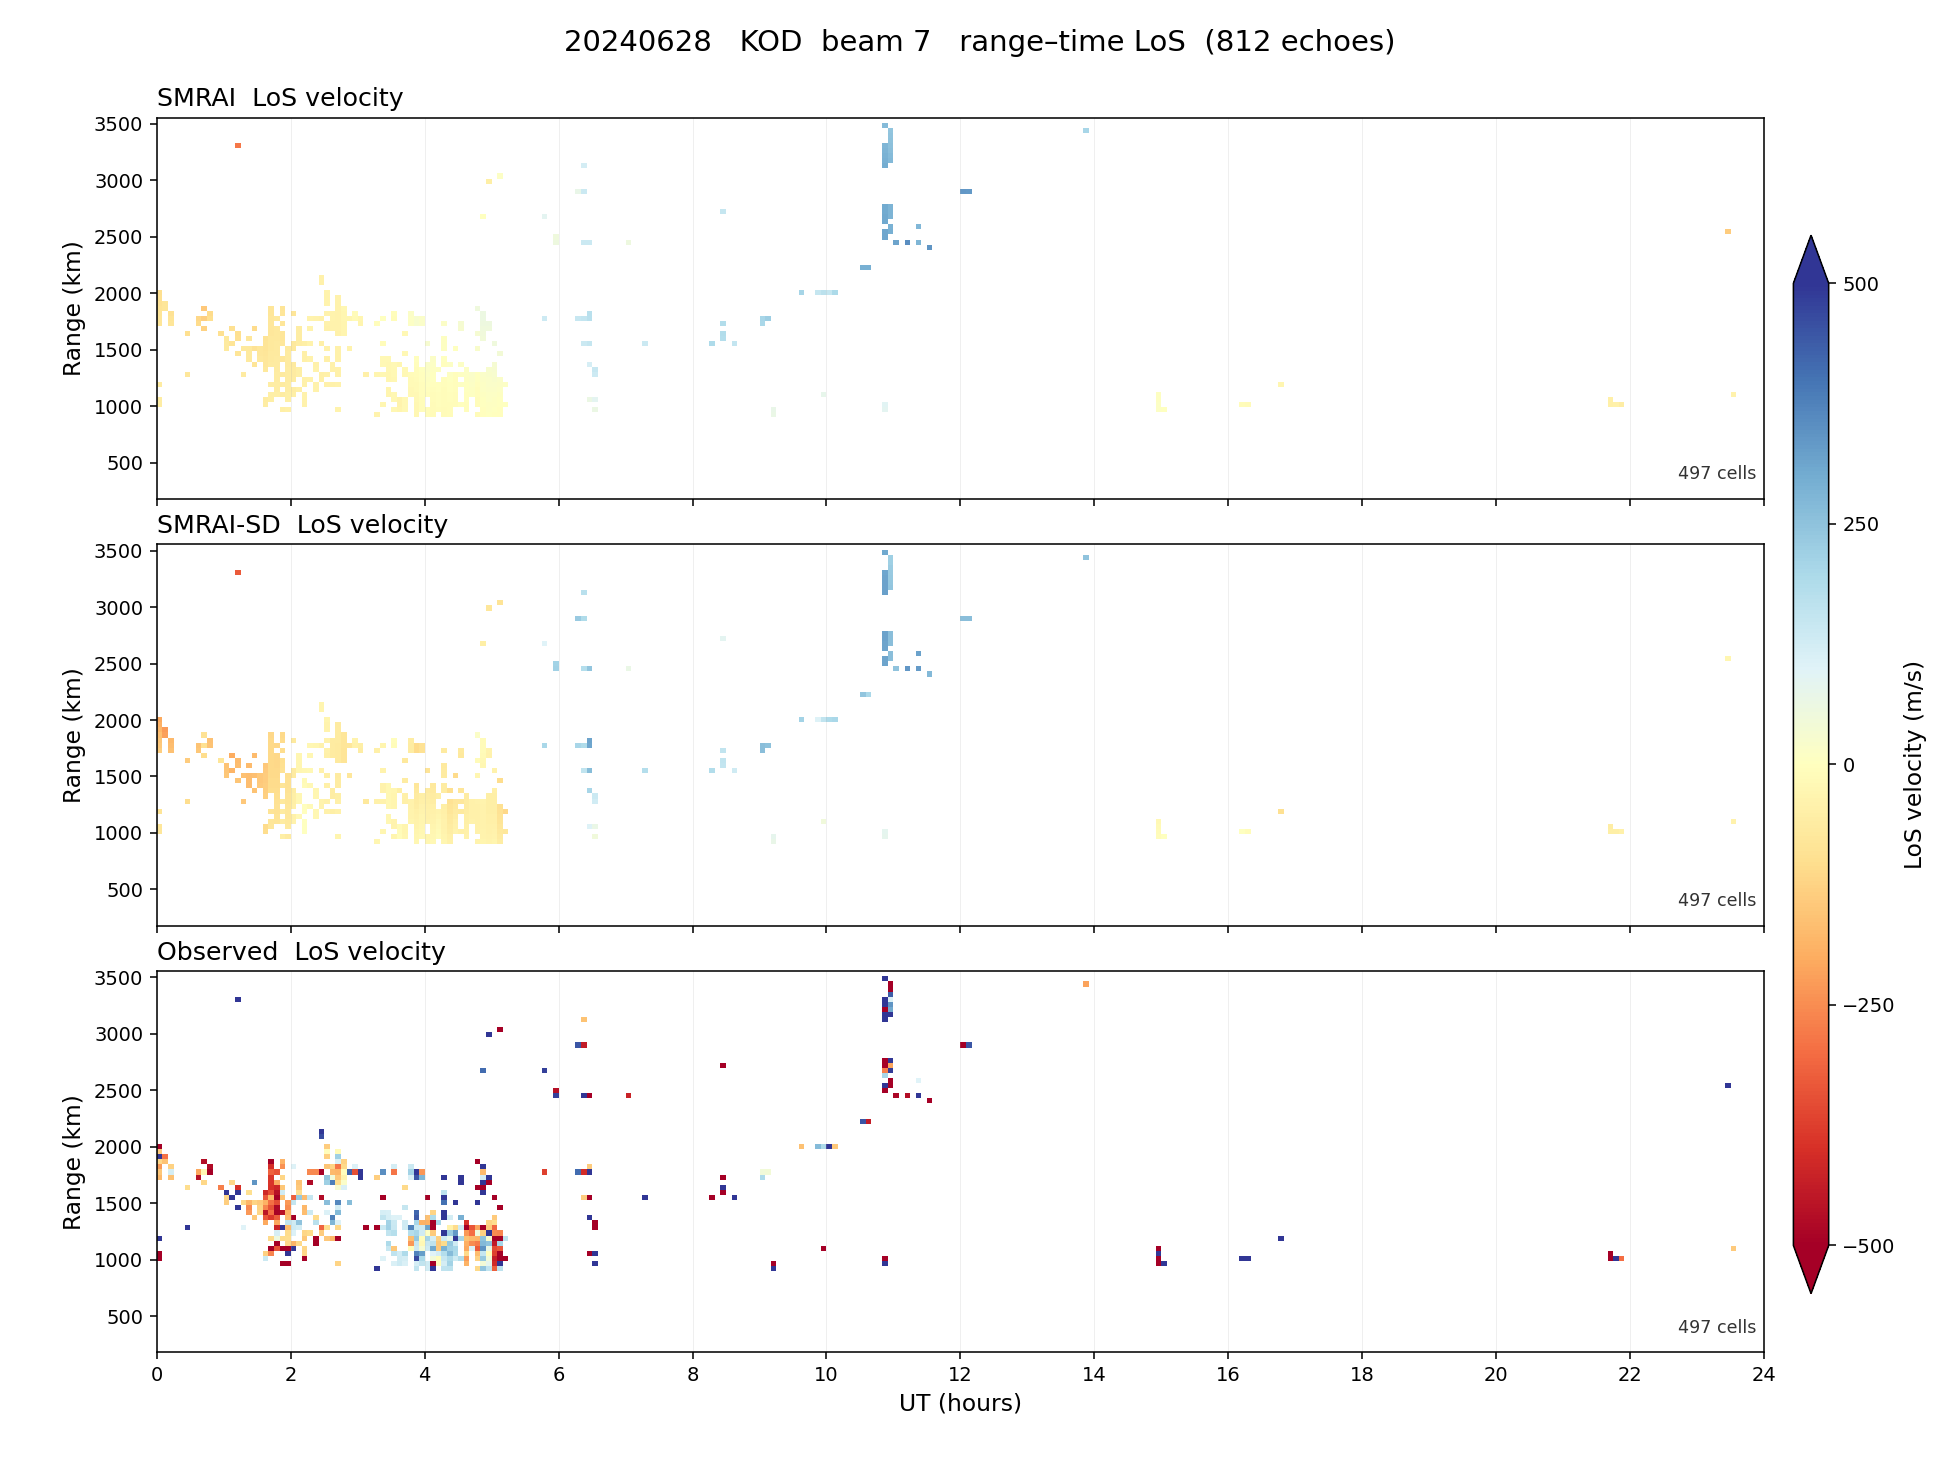 20240628   KOD  beam 7   range–time LoS  (812 echoes)
SMRAI  LoS velocity
3500
3000
2500
2000
1500
1000
500
Range (km)
497 cells
SMRAI-SD  LoS velocity
3500
3000
2500
2000
1500
1000
500
Range (km)
497 cells
Observed  LoS velocity
3500
3000
2500
2000
1500
1000
500
Range (km)
497 cells
0 2 4 6 8 10 12 14 16 18 20 22 24
UT (hours)
500
250
0
−250
−500
LoS velocity (m/s)